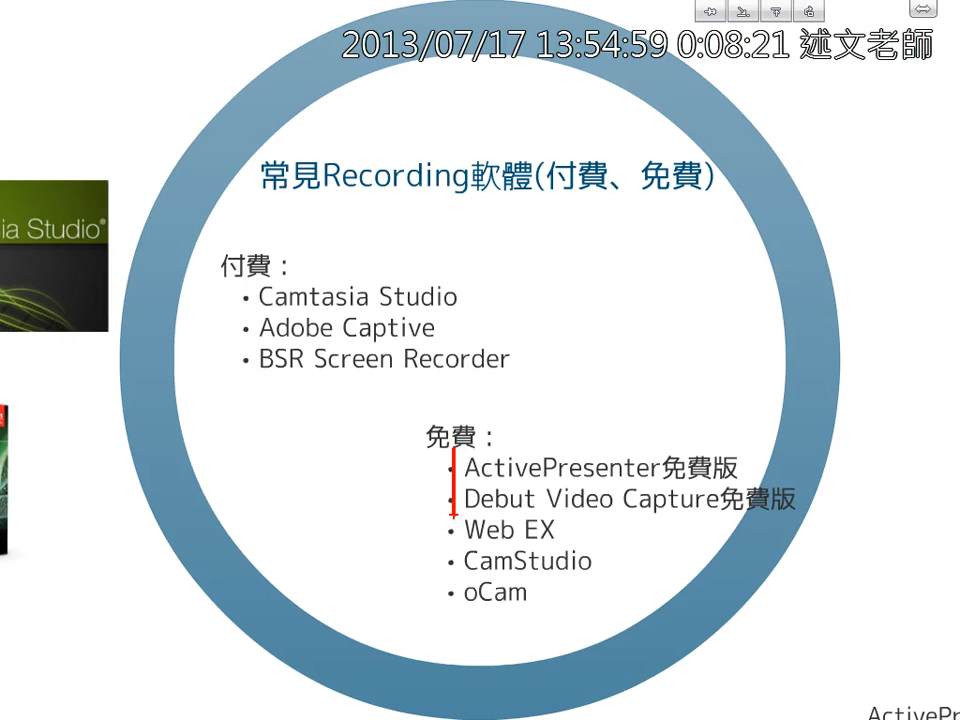 2013/07/17 13:54:59 0:08:21 述文老師
常見Recording軟體(付費、免費)
ia Studio®
付費：
• Camtasia Studio
• Adobe Captive
• BSR Screen Recorder
免費：
• ActivePresenter免費版
• Debut Video Capture免費版
• Web EX
• CamStudio
• oCam
ActivePr